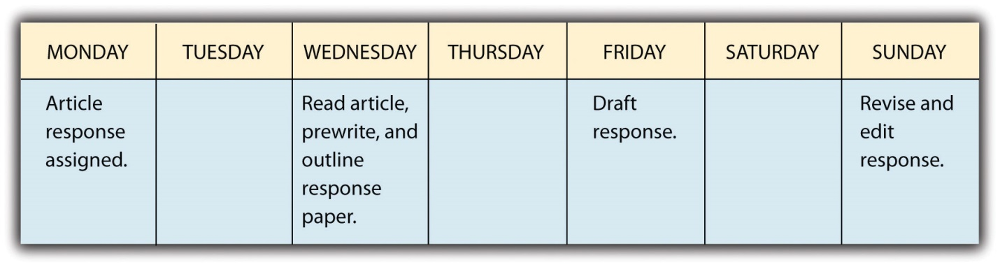 MONDAY TUESDAY WEDNESDAY THURSDAY FRIDAY SATURDAY SUNDAY
Article
response
assigned.
Read article,
prewrite, and
outline
response
paper.
Draft
response.
Revise and
edit
response.